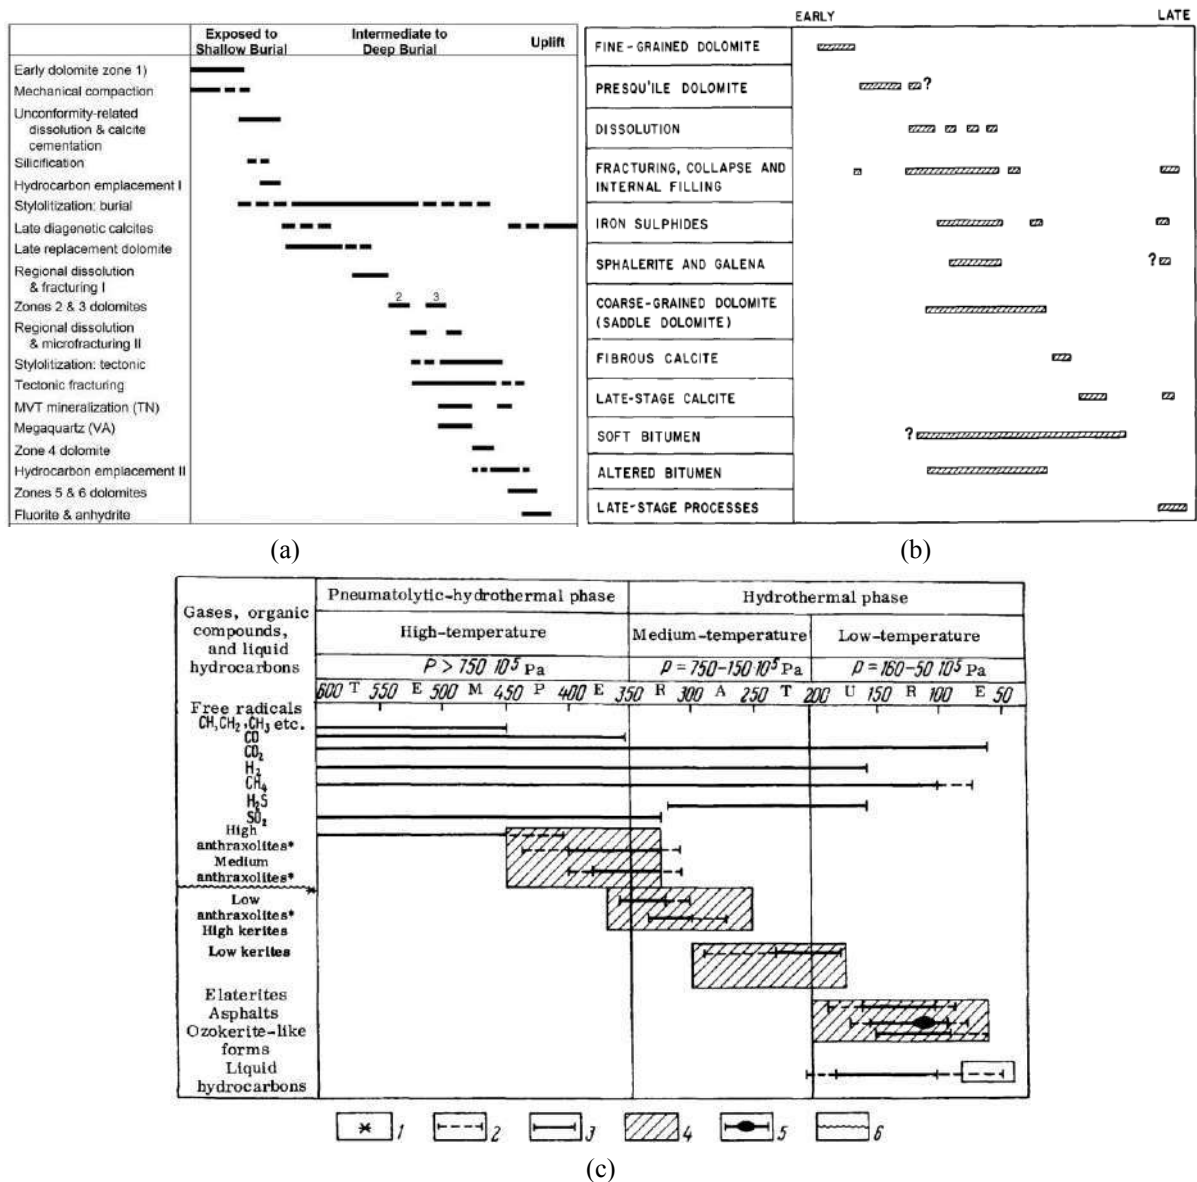 Exposed to
Shallow Burial
Intermediate to
Deep Burial
Uplift
Early dolomite zone 1)
Mechanical compaction
Unconformity-related
dissolution & calcite
cementation
Silicification
Hydrocarbon emplacement I
Stylolitization: burial
Late diagenetic calcites
Late replacement dolomite
Regional dissolution
& fracturing I
Zones 2 & 3 dolomites
2 3
Regional dissolution
& microfracturing II
Stylolitization: tectonic
Tectonic fracturing
MVT mineralization (TN)
Megaquartz (VA)
Zone 4 dolomite
Hydrocarbon emplacement II
Zones 5 & 6 dolomites
Fluorite & anhydrite
(a)
EARLY LATE
FINE-GRAINED DOLOMITE
PRESQU'ILE DOLOMITE
?
DISSOLUTION
FRACTURING, COLLAPSE AND
INTERNAL FILLING
IRON SULPHIDES
SPHALERITE AND GALENA
?
COARSE-GRAINED DOLOMITE
(SADDLE DOLOMITE)
FIBROUS CALCITE
LATE-STAGE CALCITE
SOFT BITUMEN
?
ALTERED BITUMEN
LATE-STAGE PROCESSES
(b)
Gases, organic
compounds,
and liquid
hydrocarbons
Pneumatolytic-hydrothermal phase
Hydrothermal phase
High-temperature
Medium-temperature
Low-temperature
P > 750 10⁵ Pa
p = 750-150·10⁵ Pa
p = 160-50 10⁵ Pa
600 T 550 E 500 M 450 P 400 E 350 R 300 A 250 T 200 U 150 R 100 E 50
Free radicals
CH, CH₂, CH₃ etc.
CO
CO₂
H₂
CH₄
H₂S
SO₂
High
anthraxolites*
Medium
anthraxolites*
Low
anthraxolites*
High kerites
Low kerites
Elaterites
Asphalts
Ozokerite-like
forms
Liquid
hydrocarbons
1 2 3 4 5 6
(c)